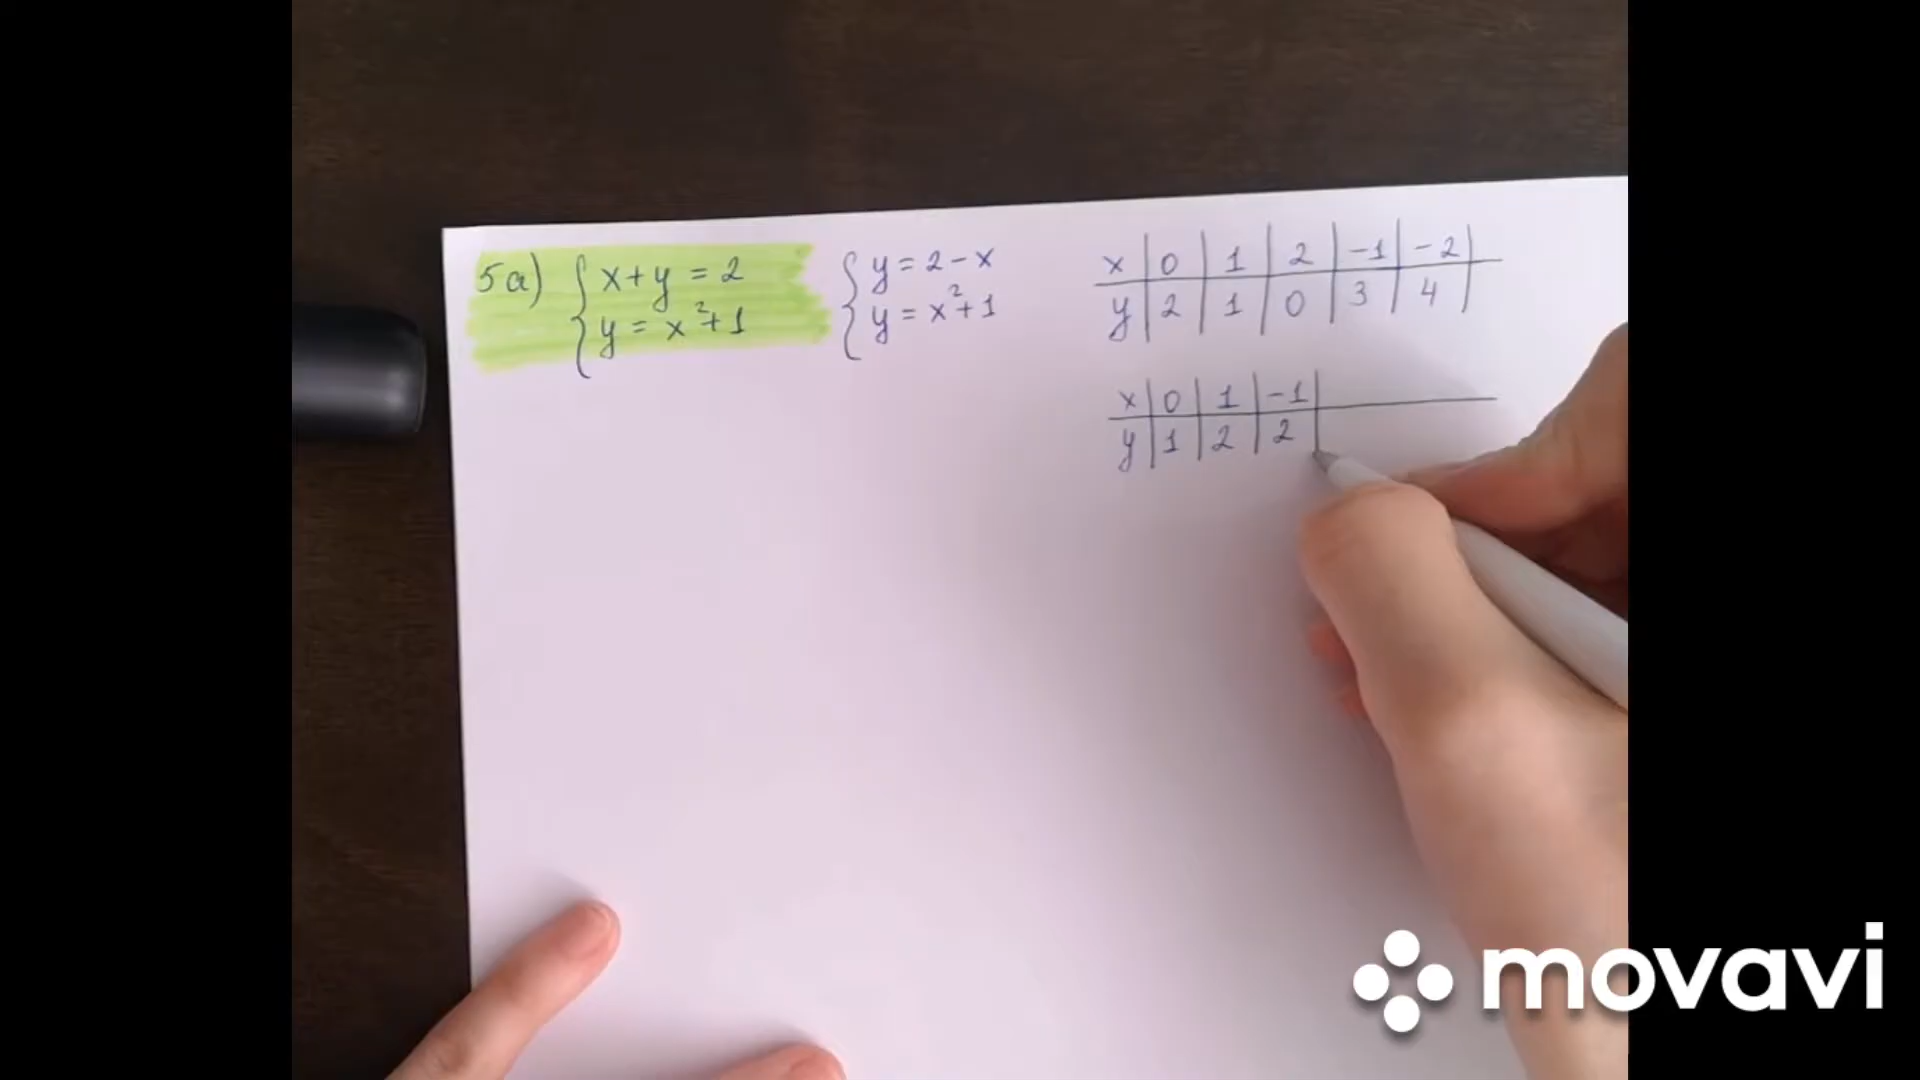 5a) { x + y = 2
y = x² + 1
{ y = 2 - x
y = x² + 1
x | 0 | 1 | 2 | -1 | -2 |
y | 2 | 1 | 0 | 3 | 4 |
x | 0 | 1 | -1 |
y | 1 | 2 | 2 |
movavi